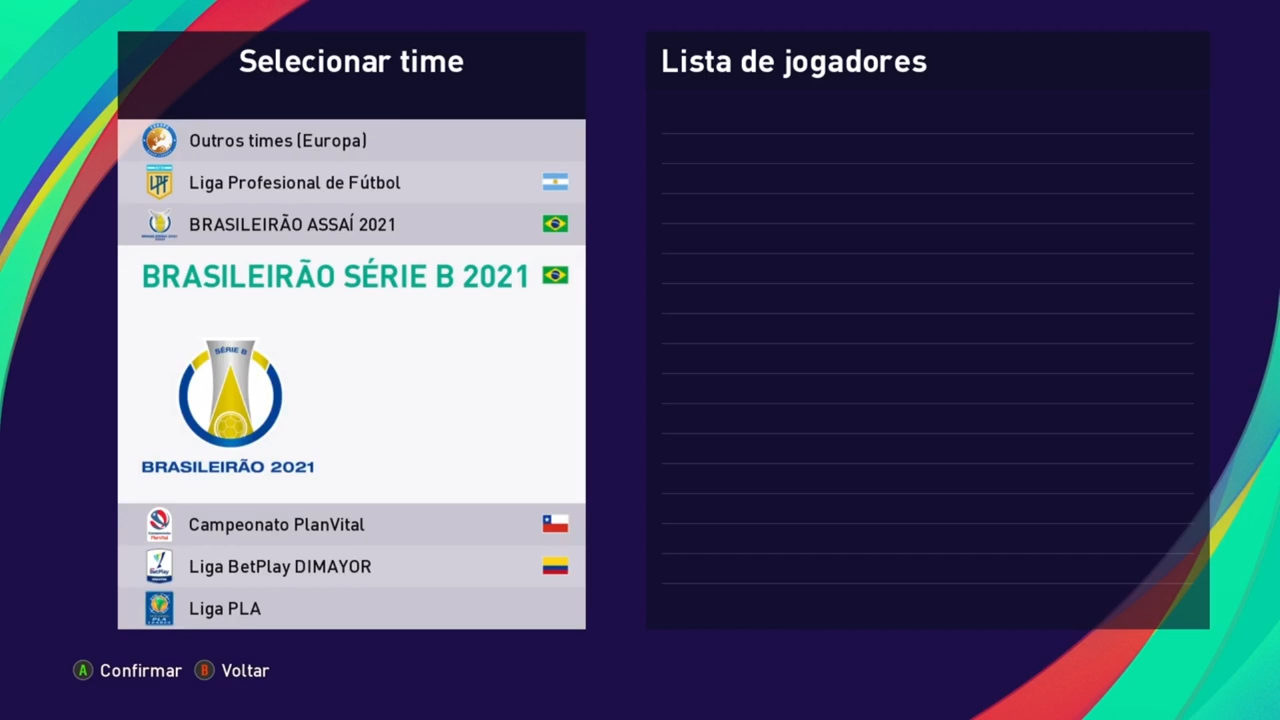 Selecionar time
Lista de jogadores
Outros times (Europa)
LPF
Liga Profesional de Fútbol
BRASILEIRÃO ASSAÍ 2021
BRASILEIRÃO SÉRIE B 2021
SÉRIE B
BRASILEIRÃO 2021
Campeonato PlanVital
Liga BetPlay DIMAYOR
Liga PLA
A Confirmar B Voltar